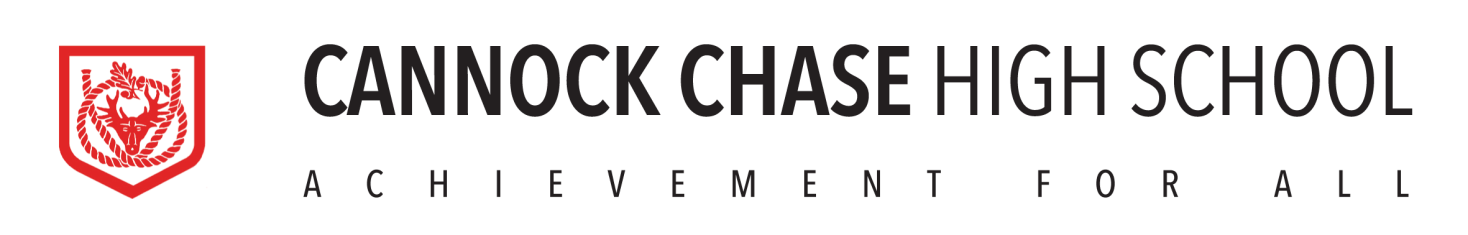 CANNOCK CHASE HIGH SCHOOL
ACHIEVEMENT FOR ALL